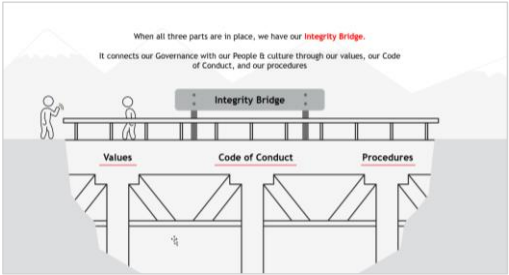 When all three parts are in place, we have our Integrity Bridge.
It connects our Governance with our People & culture through our values, our Code
of Conduct, and our procedures
Integrity Bridge
Values
Code of Conduct
Procedures